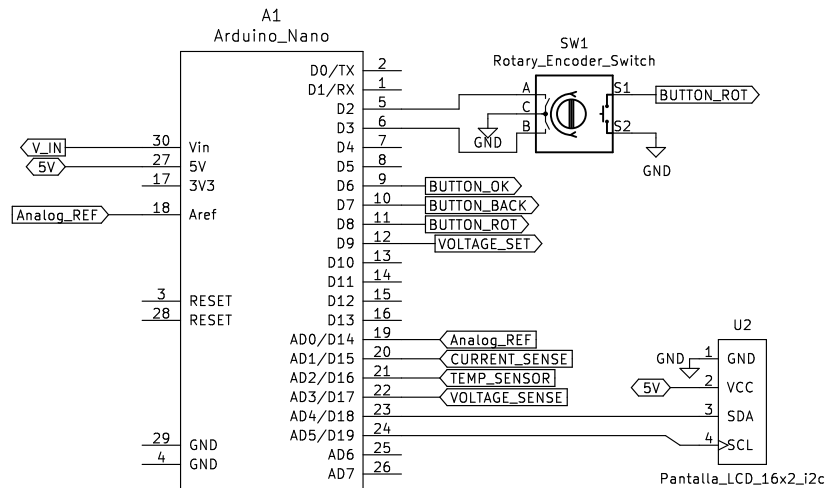 A1
Arduino_Nano
D0/TX 2
D1/RX 1
D2 5
D3 6
D4 7
D5 8
D6 9
D7 10
D8 11
D9 12
D10 13
D11 14
D12 15
D13 16
AD0/D14 19
AD1/D15 20
AD2/D16 21
AD3/D17 22
AD4/D18 23
AD5/D19 24
AD6 25
AD7 26
V_IN 30 Vin
5V 27 5V
17 3V3
Analog_REF 18 Aref
3 RESET
28 RESET
29 GND
4 GND
BUTTON_OK
BUTTON_BACK
BUTTON_ROT
VOLTAGE_SET
Analog_REF
CURRENT_SENSE
TEMP_SENSOR
VOLTAGE_SENSE
SW1
Rotary_Encoder_Switch
A
C
B
GND
S1
S2
BUTTON_ROT
GND
U2
GND 1 GND
5V 2 VCC
3 SDA
4 SCL
Pantalla_LCD_16x2_i2c